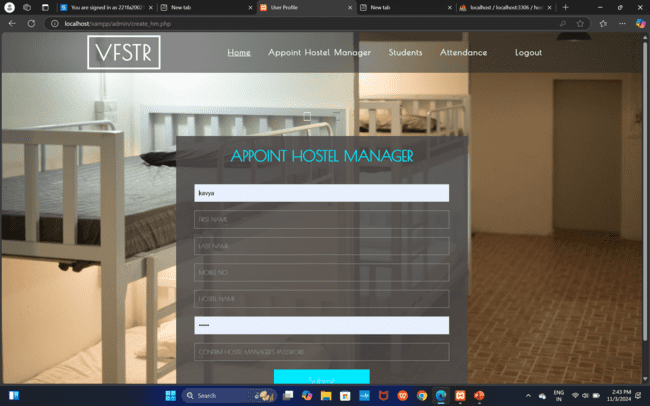 You are signed in as 221fa2002
New tab
User Profile
New tab
localhost / localhost:3306 / host
localhost/xampp/admin/create_hm.php
VFSTR
Home
Appoint Hostel Manager
Students
Attendance
Logout
APPOINT HOSTEL MANAGER
kavya
FIRST NAME
LAST NAME
MOBILE NO
HOSTEL NAME
CONFIRM HOSTEL MANAGER'S PASSWORD
Submit
Search
ENG
IN
2:43 PM
11/3/2024